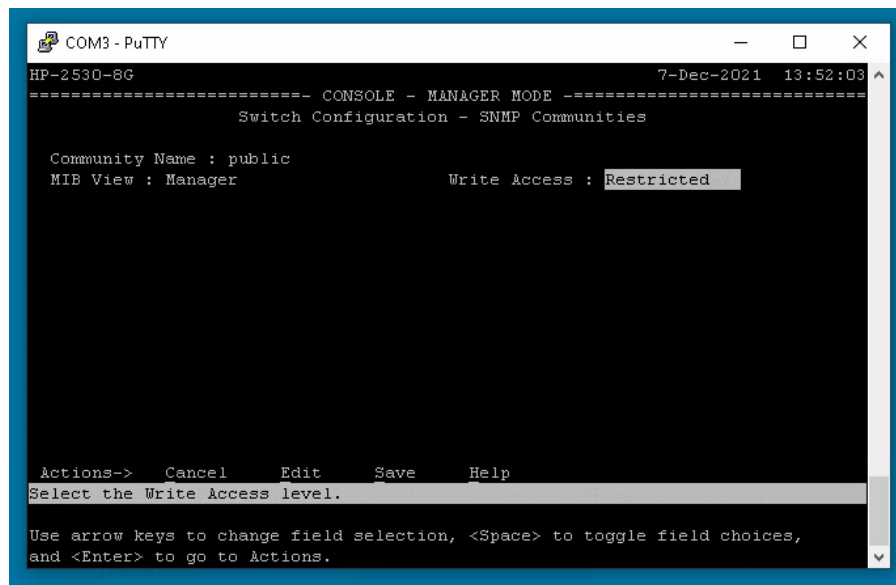 COM3 - PuTTY
HP-2530-8G 7-Dec-2021 13:52:03
==========================- CONSOLE - MANAGER MODE -============================
Switch Configuration - SNMP Communities
Community Name : public
MIB View : Manager Write Access : Restricted
Actions-> Cancel Edit Save Help
Select the Write Access level.
Use arrow keys to change field selection, <Space> to toggle field choices,
and <Enter> to go to Actions.